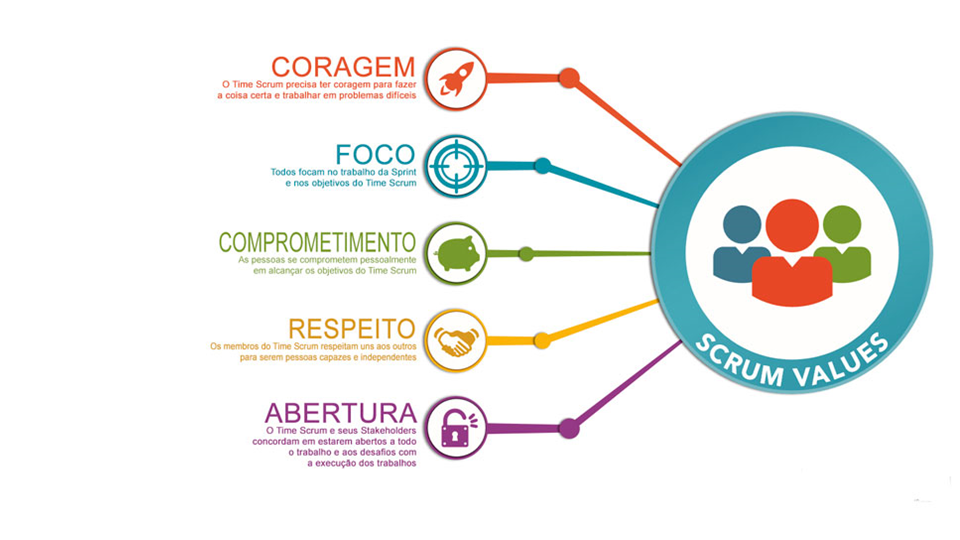 CORAGEM
O Time Scrum precisa ter coragem para fazer
a coisa certa e trabalhar em problemas difíceis
FOCO
Todos focam no trabalho da Sprint
e nos objetivos do Time Scrum
COMPROMETIMENTO
As pessoas se comprometem pessoalmente
em alcançar os objetivos do Time Scrum
RESPEITO
Os membros do Time Scrum respeitam uns aos outros
para serem pessoas capazes e independentes
ABERTURA
O Time Scrum e seus Stakeholders
concordam em estarem abertos a todo
o trabalho e aos desafios com
a execução dos trabalhos
SCRUM VALUES